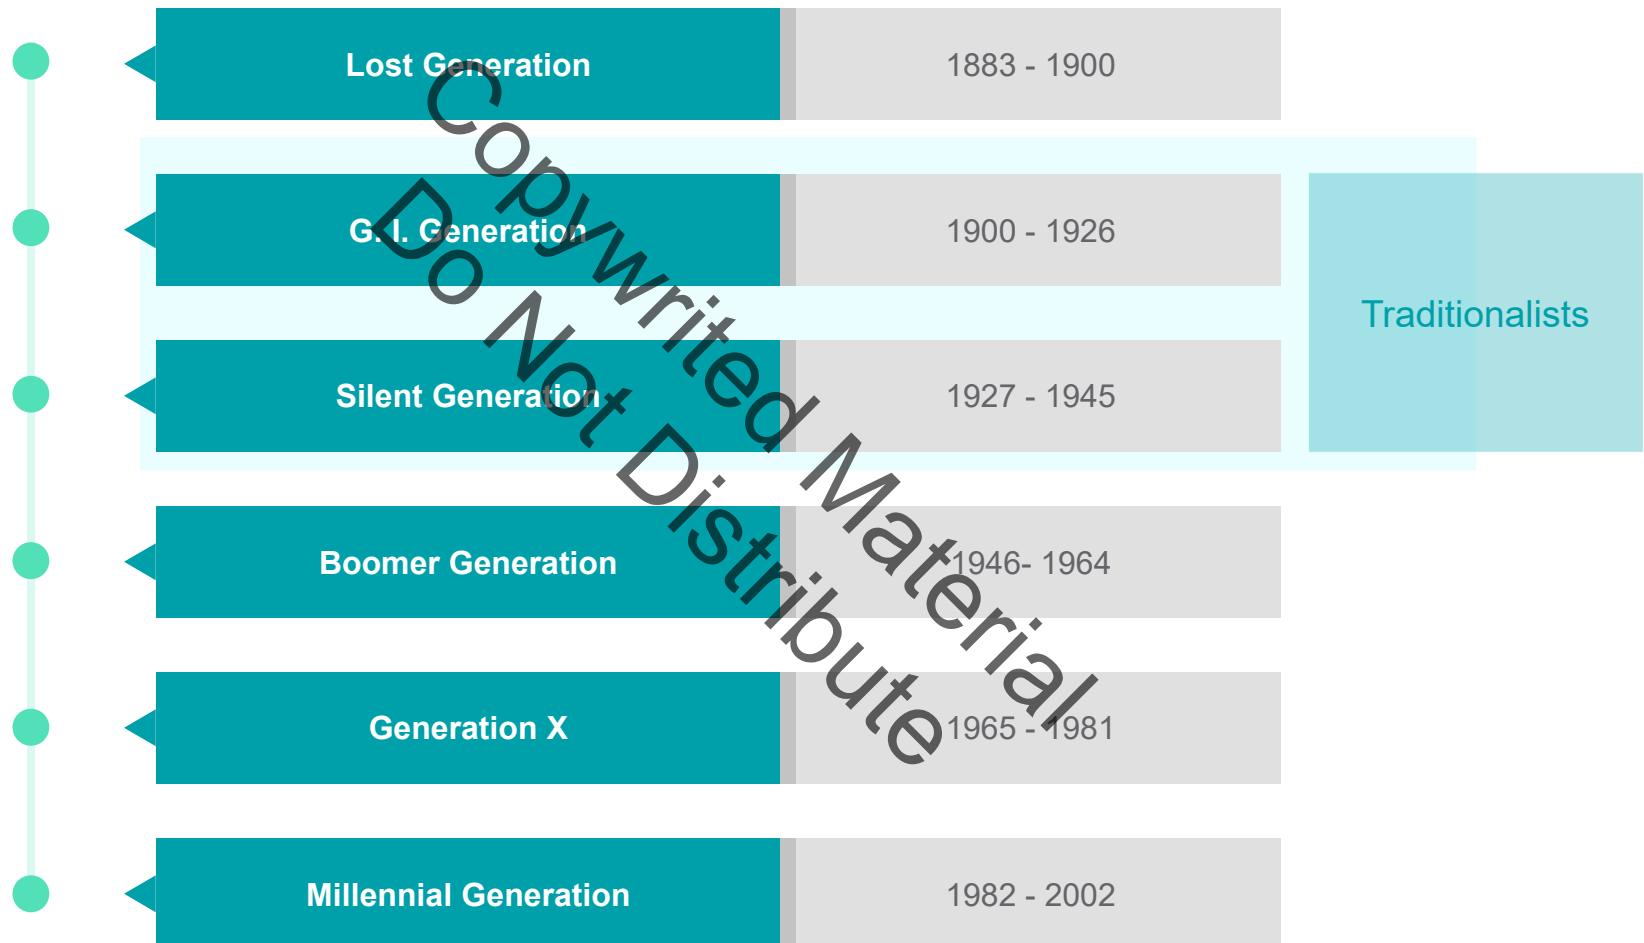 Lost Generation
1883 - 1900
G. I. Generation
1900 - 1926
Traditionalists
Silent Generation
1927 - 1945
Boomer Generation
1946- 1964
Generation X
1965 - 1981
Millennial Generation
1982 - 2002
Copywrited Material
Do Not Distribute